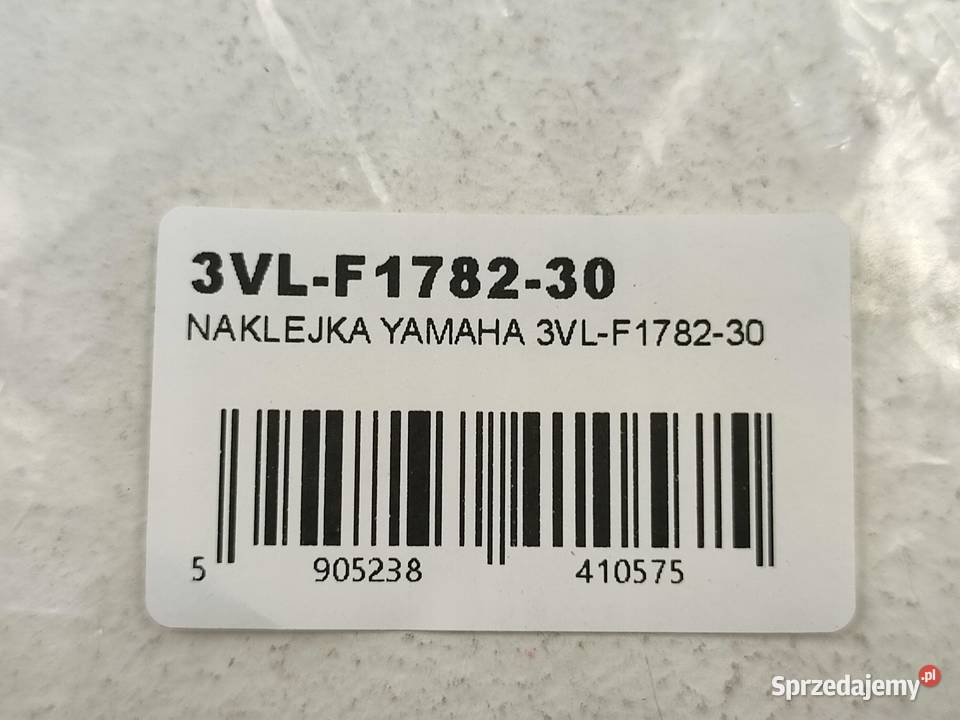 3VL-F1782-30
NAKLEJKA YAMAHA 3VL-F1782-30
5 905238 410575
Sprzedajemy.pl